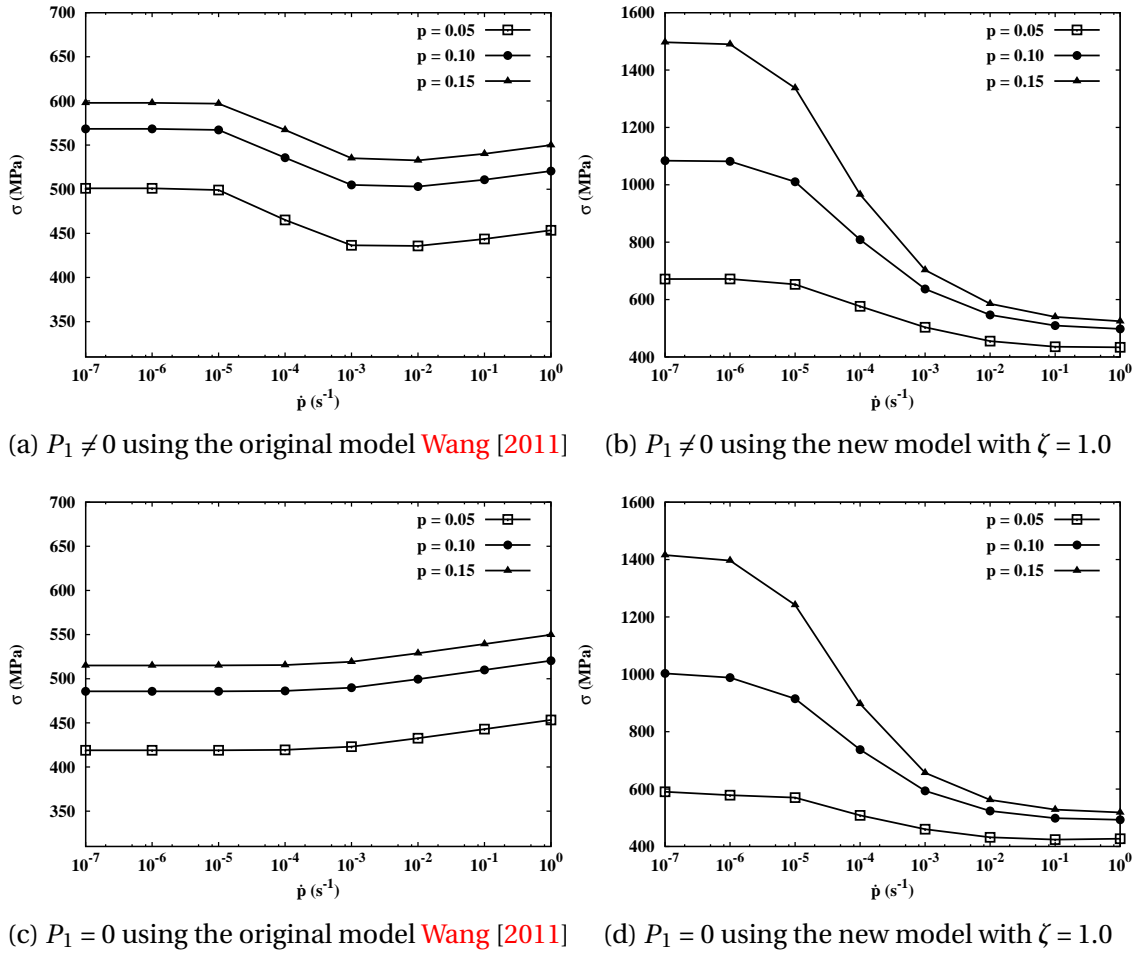 700
650
600
550
500
450
400
350
σ (MPa)
p = 0.05
p = 0.10
p = 0.15
10⁻⁷ 10⁻⁶ 10⁻⁵ 10⁻⁴ 10⁻³ 10⁻² 10⁻¹ 10⁰
ṗ (s⁻¹)
(a) P₁ ≠ 0 using the original model Wang [2011]
1600
1400
1200
1000
800
600
400
σ (MPa)
p = 0.05
p = 0.10
p = 0.15
10⁻⁷ 10⁻⁶ 10⁻⁵ 10⁻⁴ 10⁻³ 10⁻² 10⁻¹ 10⁰
ṗ (s⁻¹)
(b) P₁ ≠ 0 using the new model with ζ = 1.0
700
650
600
550
500
450
400
350
σ (MPa)
p = 0.05
p = 0.10
p = 0.15
10⁻⁷ 10⁻⁶ 10⁻⁵ 10⁻⁴ 10⁻³ 10⁻² 10⁻¹ 10⁰
ṗ (s⁻¹)
(c) P₁ = 0 using the original model Wang [2011]
1600
1400
1200
1000
800
600
400
σ (MPa)
p = 0.05
p = 0.10
p = 0.15
10⁻⁷ 10⁻⁶ 10⁻⁵ 10⁻⁴ 10⁻³ 10⁻² 10⁻¹ 10⁰
ṗ (s⁻¹)
(d) P₁ = 0 using the new model with ζ = 1.0